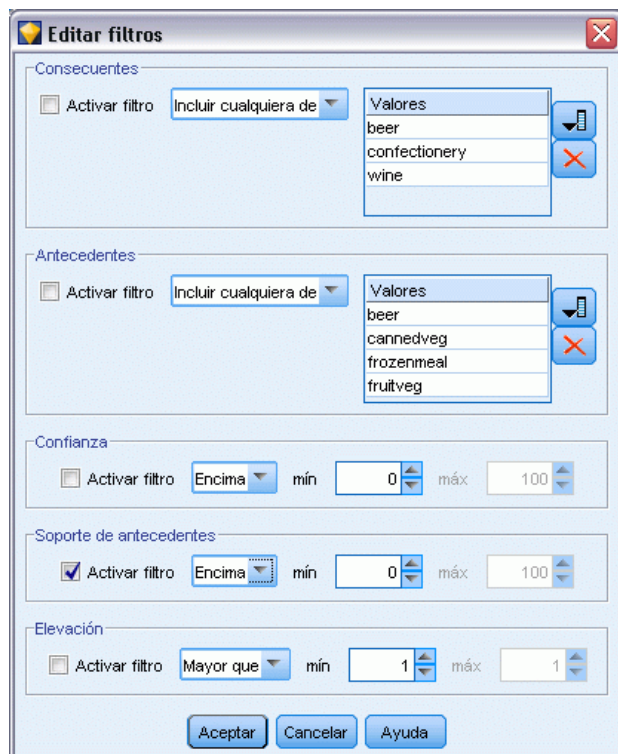 Editar filtros
Consecuentes
Activar filtro Incluir cualquiera de
Valores
beer
confectionery
wine
Antecedentes
Activar filtro Incluir cualquiera de
Valores
beer
cannedveg
frozenmeal
fruitveg
Confianza
Activar filtro Encima mín 0 máx 100
Soporte de antecedentes
Activar filtro Encima mín 0 máx 100
Elevación
Activar filtro Mayor que mín 1 máx 1
Aceptar Cancelar Ayuda